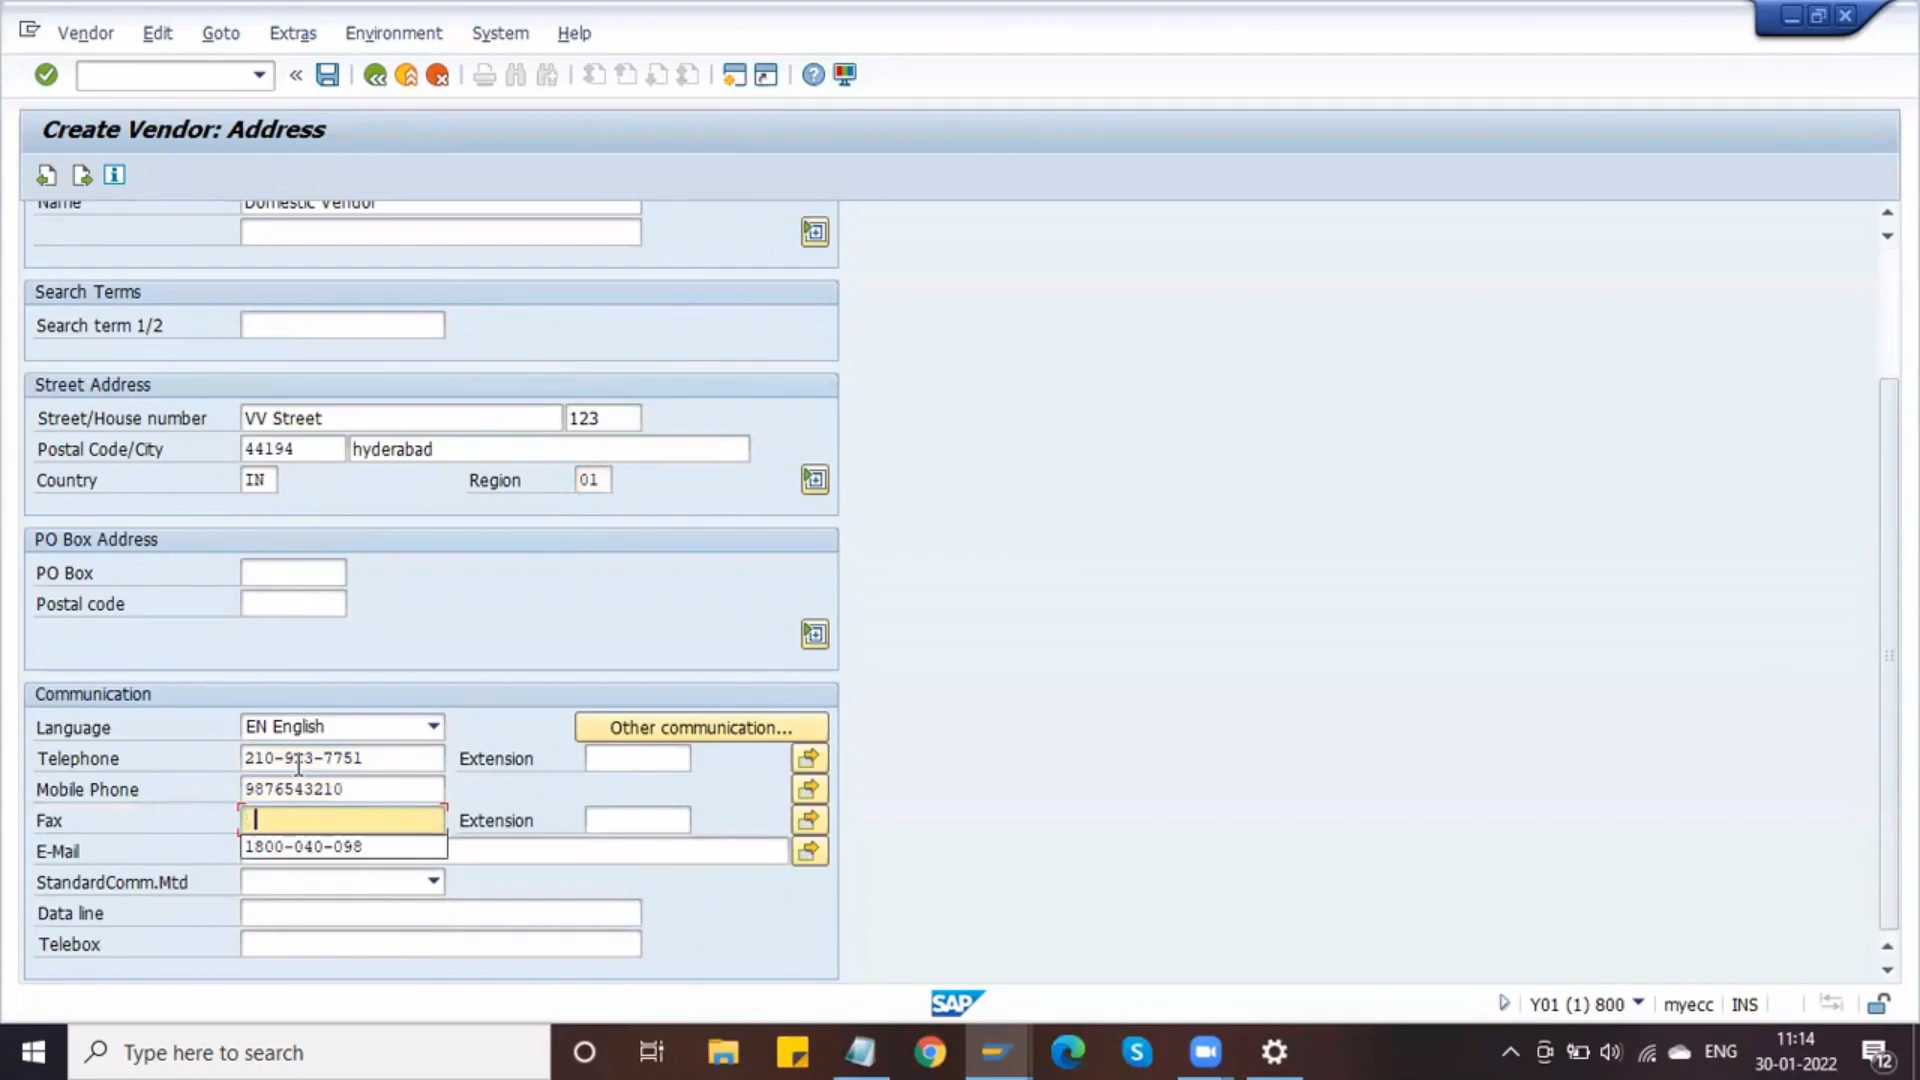 Vendor Edit Goto Extras Environment System Help
Create Vendor: Address
Name Domestic Vendor
Search Terms
Search term 1/2
Street Address
Street/House number VV Street 123
Postal Code/City 44194 hyderabad
Country IN Region 01
PO Box Address
PO Box
Postal code
Communication
Language EN English Other communication...
Telephone Extension
Mobile Phone 9876543210
Fax Extension
1800-040-098
E-Mail
StandardComm.Mtd
Data line
Telebox
SAP Y01 (1) 800 myecc INS
Type here to search ENG 11:14
30-01-2022 12